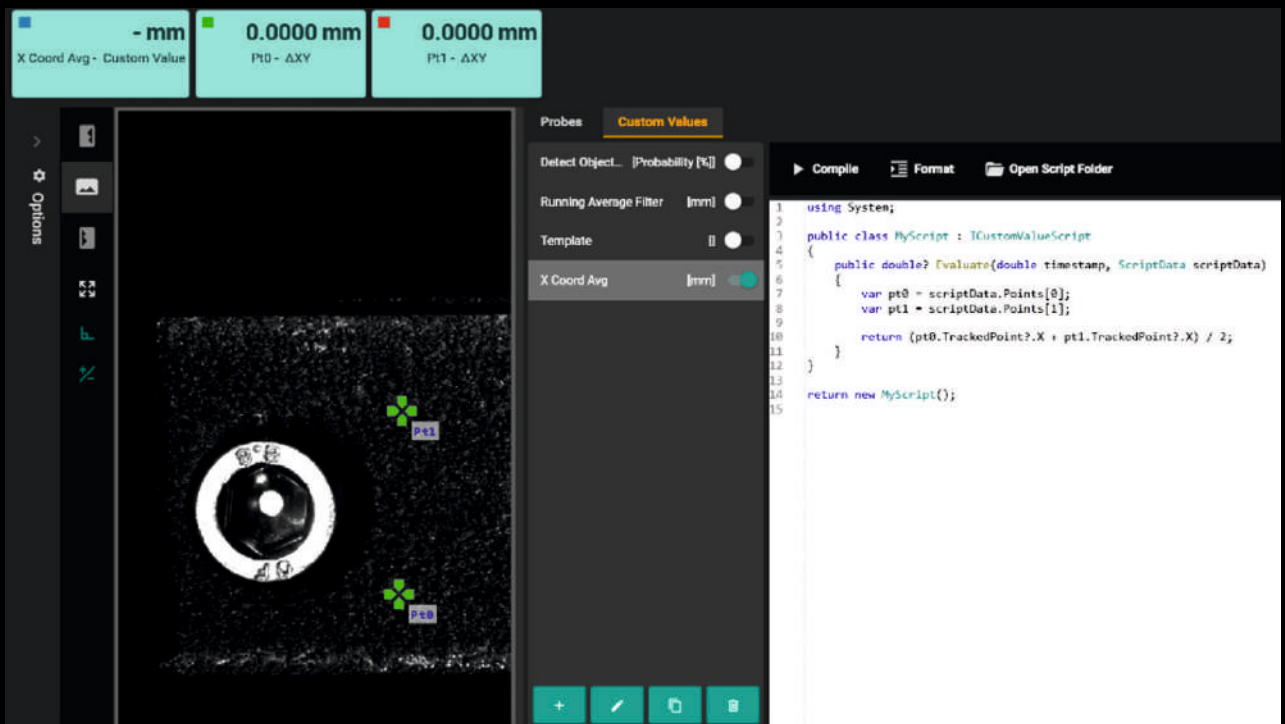 - mm
X Coord Avg - Custom Value
0.0000 mm
Pt0 - ΔXY
0.0000 mm
Pt1 - ΔXY
Options
Probes
Custom Values
Detect Object... [Probability [%]]
Running Average Filter [mm]
Template []
X Coord Avg [mm]
Pt1
Pt0
Compile
Format
Open Script Folder
1 using System;
2
3 public class MyScript : ICustomValueScript
4 {
5 public double? Evaluate(double timestamp, ScriptData scriptData)
6 {
7 var pt0 = scriptData.Points[0];
8 var pt1 = scriptData.Points[1];
9
10 return (pt0.TrackedPoint?.X + pt1.TrackedPoint?.X) / 2;
11 }
12 }
13
14 return new MyScript();
15